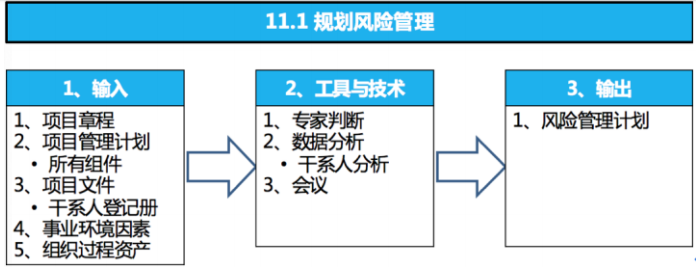 11.1 规划风险管理
1、输入
1、项目章程
2、项目管理计划
• 所有组件
3、项目文件
• 干系人登记册
4、事业环境因素
5、组织过程资产
2、工具与技术
1、专家判断
2、数据分析
• 干系人分析
3、会议
3、输出
1、风险管理计划